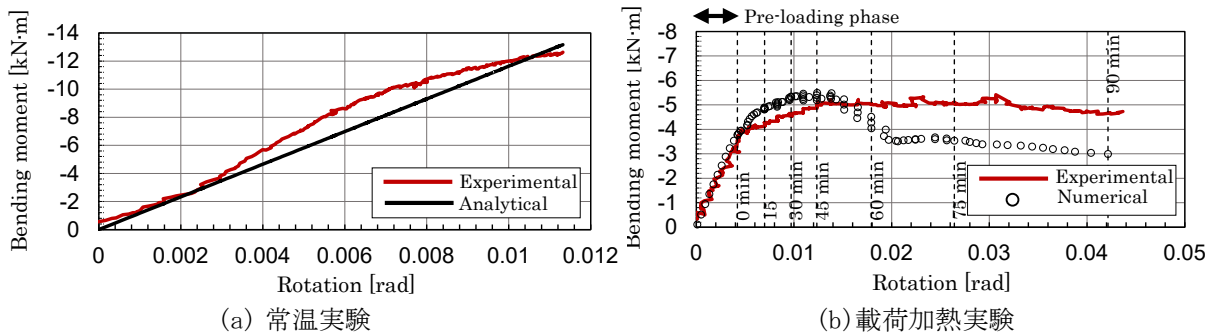 Bending moment [kN·m]
-14
-12
-10
-8
-6
-4
-2
0
Experimental
Analytical
0 0.002 0.004 0.006 0.008 0.01 0.012
Rotation [rad]
(a) 常温実験
Pre-loading phase
Bending moment [kN·m]
-8
-7
-6
-5
-4
-3
-2
-1
0
0 min
15
30 min
45 min
60 min
75 min
90 min
Experimental
Numerical
0 0.01 0.02 0.03 0.04 0.05
Rotation [rad]
(b) 載荷加熱実験